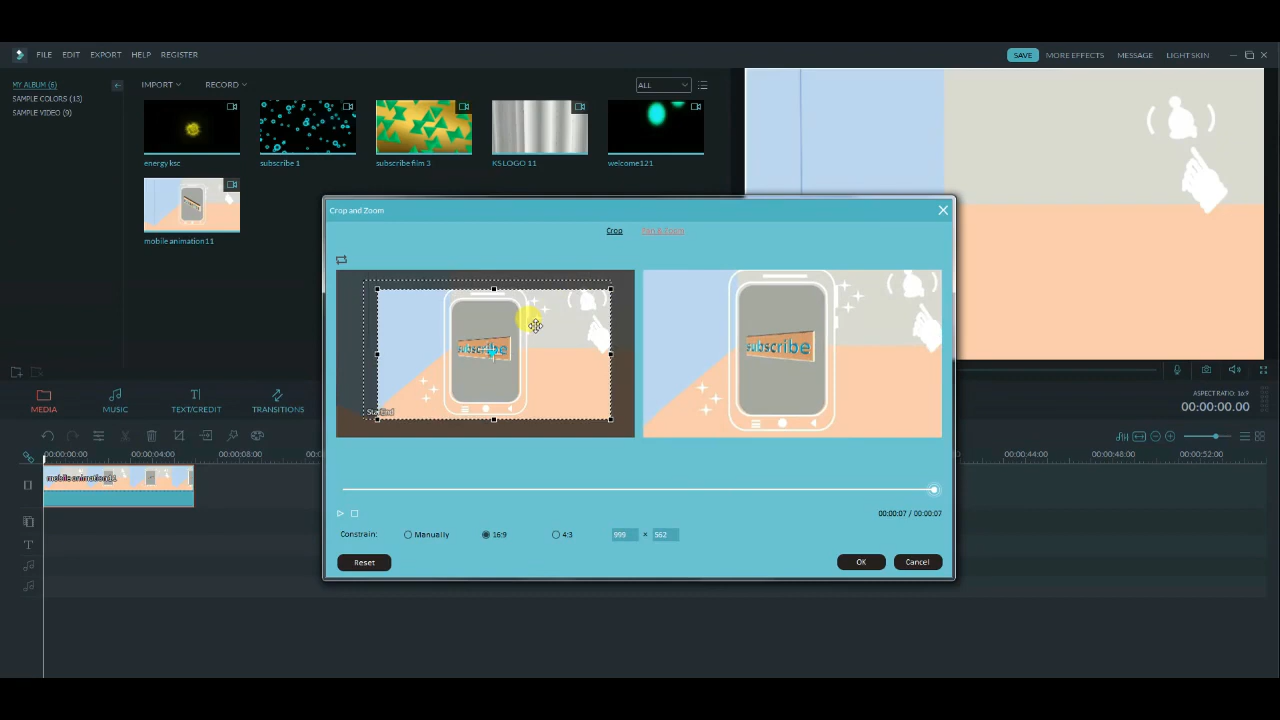 FILE EDIT EXPORT HELP REGISTER SAVE MORE EFFECTS MESSAGE LIGHT SKIN
MY ALBUM (6) IMPORT RECORD ALL
SAMPLE COLORS (13)
SAMPLE VIDEO (9)
energy ksc subscribe 1 subscribe film 3 KS LOGO 11 welcome121
mobile animation11
Crop and Zoom
Crop Pan & Zoom
subscribe
subscribe
MEDIA MUSIC TEXT/CREDIT TRANSITIONS
ASPECT RATIO: 16:9
00:00:00.00
00:00:00:00 00:00:04:00 00:00:08:00 00:00:44:00 00:00:48:00 00:00:52:00
mobile animation11
00:00:07 / 00:00:07
Constrain: Manually 16:9 4:3 999 × 562
Reset OK Cancel